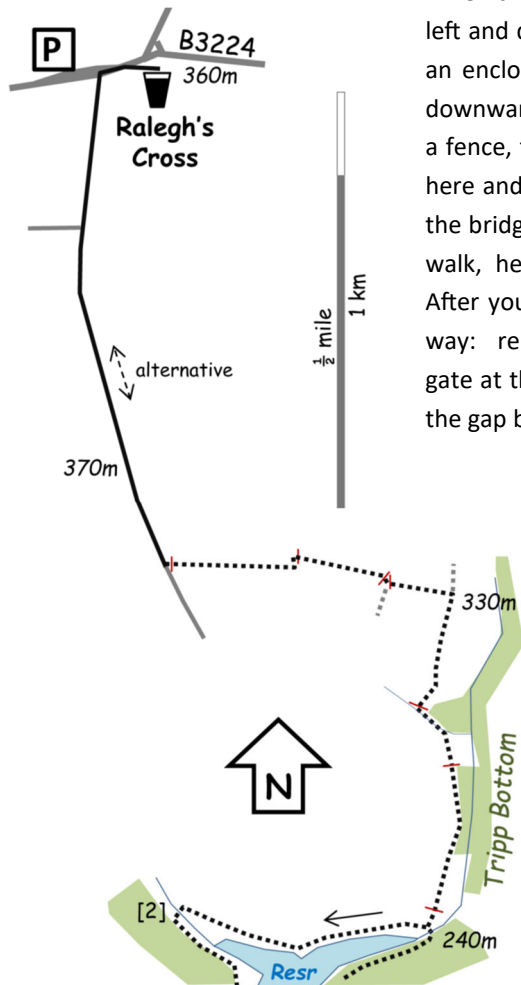 left and d
an enclo
downwar
a fence, t
here and
the bridg
walk, he
After you
way: re
gate at th
the gap b
P
B3224
360m
Ralegh's
Cross
½ mile
1 km
alternative
370m
330m
N
Tripp Bottom
[2]
240m
Resr